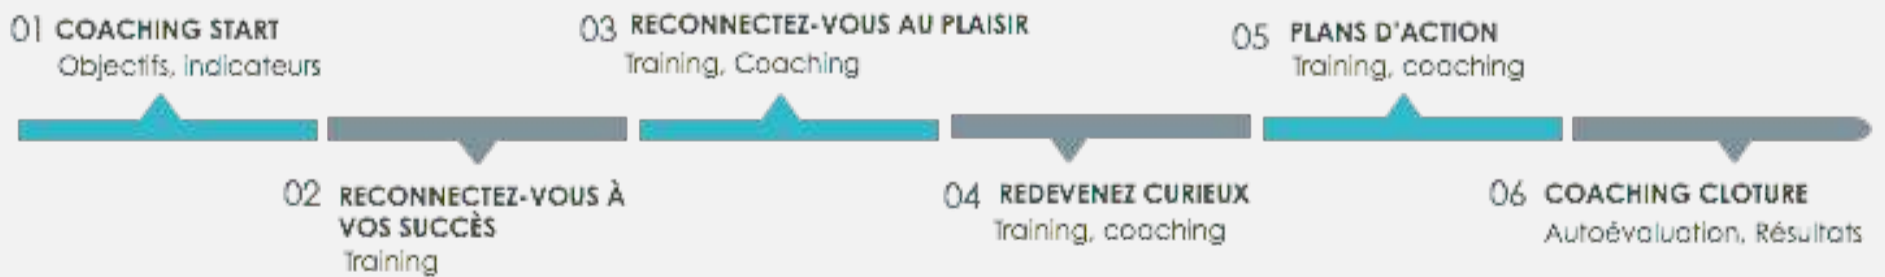 01 COACHING START
Objectifs, indicateurs
02 RECONNECTEZ-VOUS À
VOS SUCCÈS
Training
03 RECONNECTEZ-VOUS AU PLAISIR
Training, Coaching
04 REDEVENEZ CURIEUX
Training, coaching
05 PLANS D'ACTION
Training, coaching
06 COACHING CLOTURE
Autoévaluation, Résultats